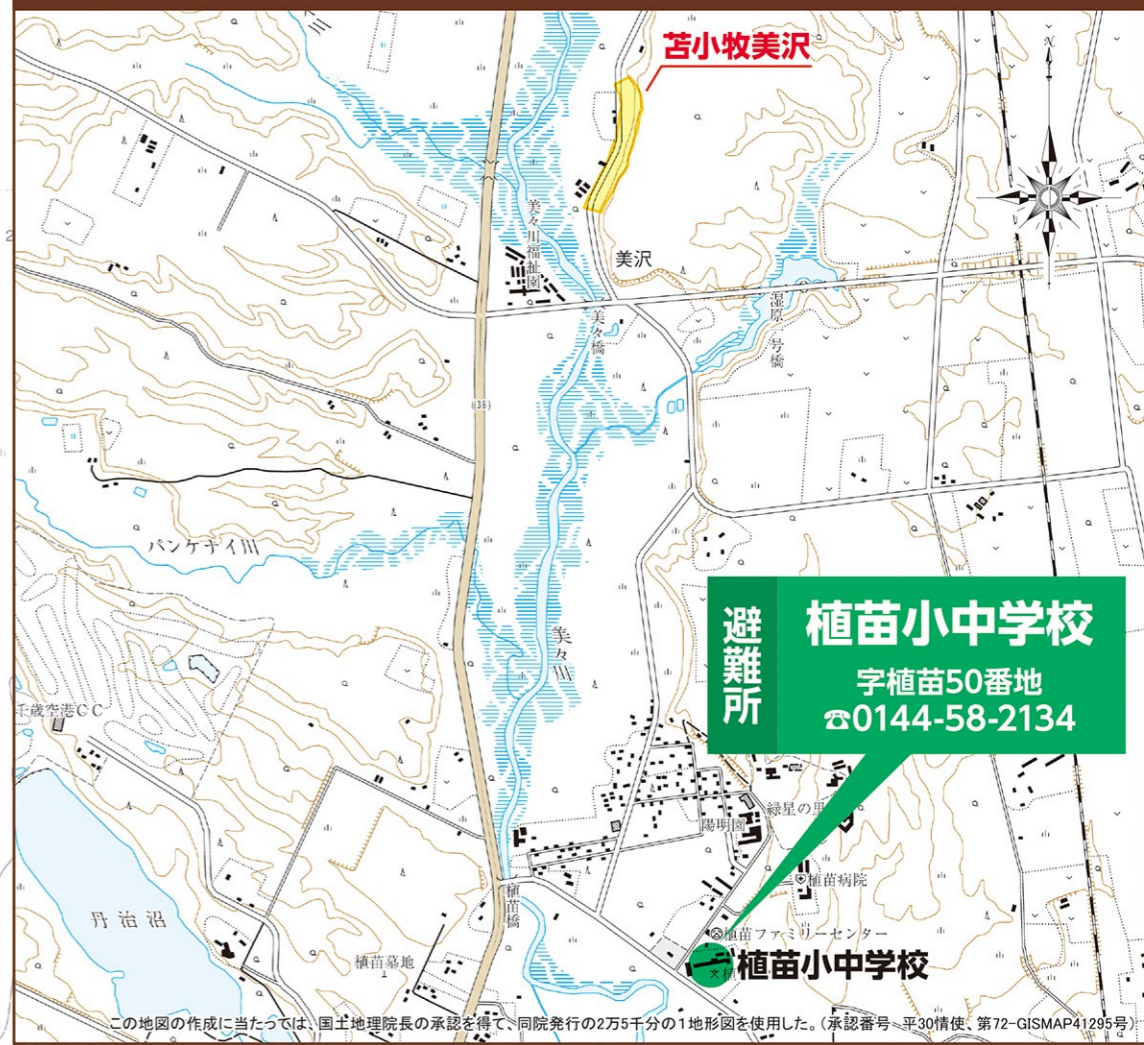 苫小牧美沢
N
美々川福祉園
美沢
美々橋
湿原一号橋
(36)
パンケナイ川
美々川
避難所
植苗小中学校
字植苗50番地
☎0144-58-2134
千歳空港CC
緑星の里
陽明園
植苗病院
植苗橋
丹治沼
植苗墓地
植苗ファミリーセンター
植苗小中学校
この地図の作成に当たっては、国土地理院長の承認を得て、同院発行の2万5千分の1地形図を使用した。(承認番号 平30情使、第72-GISMAP41295号)